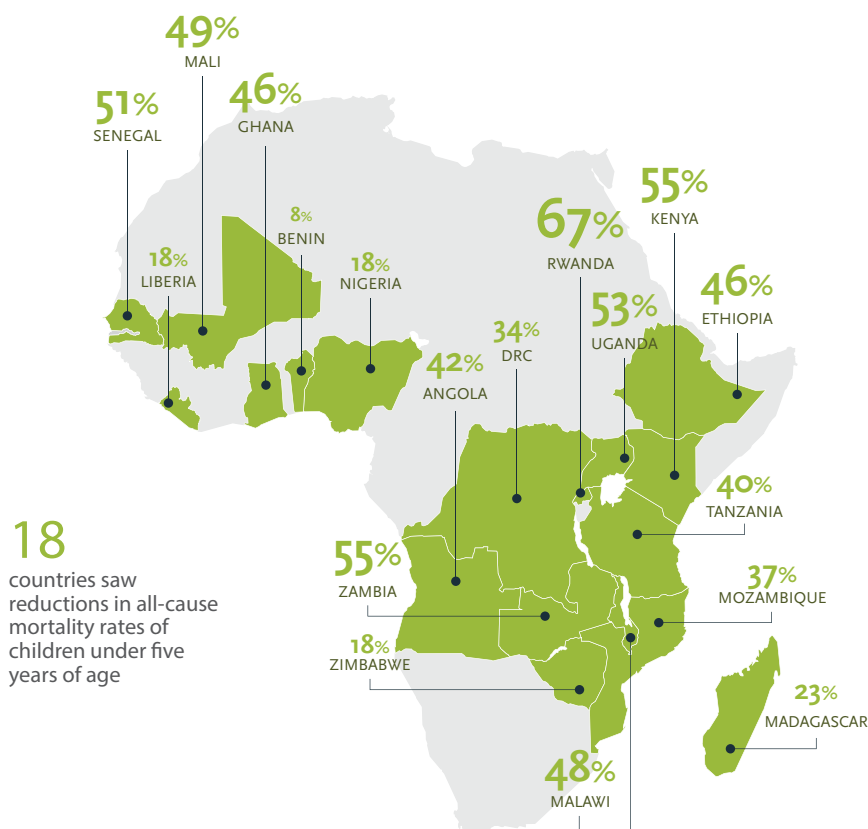 49%
MALI
51%
SENEGAL
46%
GHANA
55%
KENYA
67%
RWANDA
8%
BENIN
18%
LIBERIA
18%
NIGERIA
46%
ETHIOPIA
53%
UGANDA
34%
DRC
42%
ANGOLA
40%
TANZANIA
18
countries saw
reductions in all-cause
mortality rates of
children under five
years of age
55%
ZAMBIA
37%
MOZAMBIQUE
18%
ZIMBABWE
23%
MADAGASCAR
48%
MALAWI